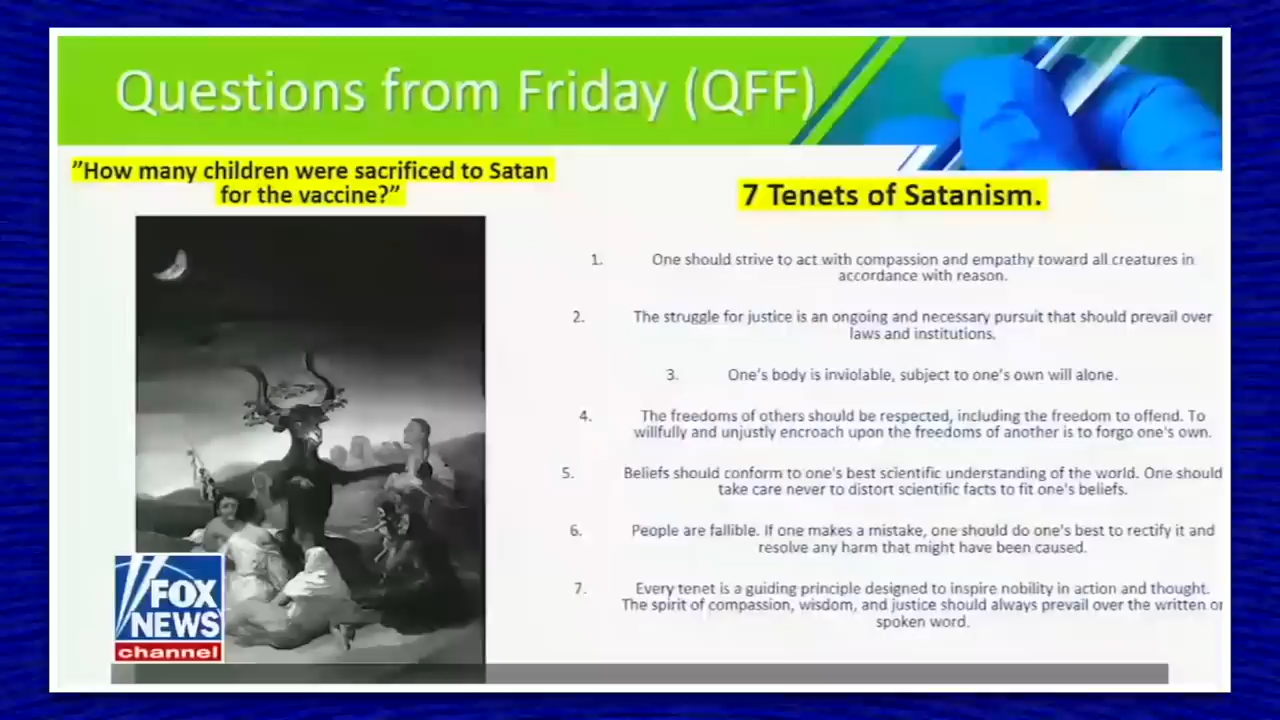 Questions from Friday (QFF)
”How many children were sacrificed to Satan
for the vaccine?”
7 Tenets of Satanism.
1. One should strive to act with compassion and empathy toward all creatures in
accordance with reason.
2. The struggle for justice is an ongoing and necessary pursuit that should prevail over
laws and institutions.
3. One's body is inviolable, subject to one's own will alone.
4. The freedoms of others should be respected, including the freedom to offend. To
willfully and unjustly encroach upon the freedoms of another is to forgo one's own.
5. Beliefs should conform to one's best scientific understanding of the world. One should
take care never to distort scientific facts to fit one's beliefs.
6. People are fallible. If one makes a mistake, one should do one's best to rectify it and
resolve any harm that might have been caused.
7. Every tenet is a guiding principle designed to inspire nobility in action and thought.
The spirit of compassion, wisdom, and justice should always prevail over the written or
spoken word.
FOX
NEWS
channel